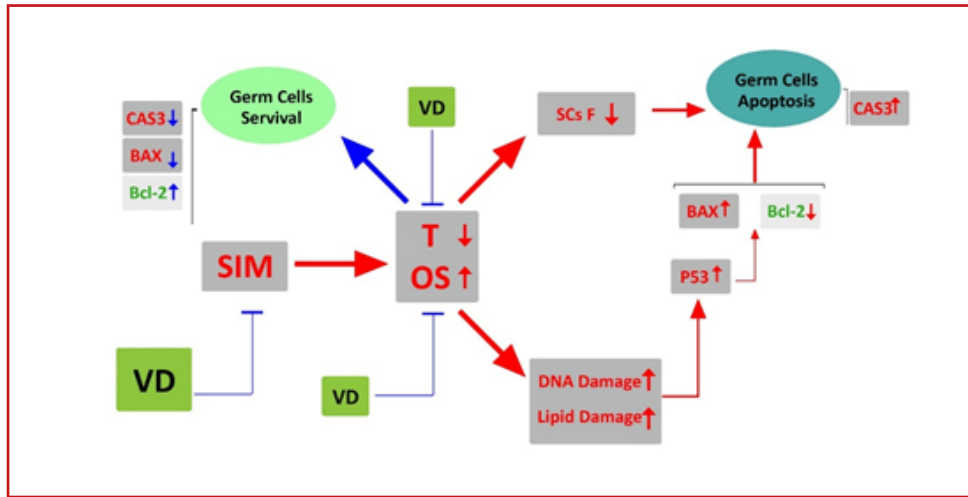 Germ Cells
Servival
CAS3↓
BAX↓
Bcl-2↑
VD
SCs F ↓
Germ Cells
Apoptosis
CAS3↑
BAX↑
Bcl-2↓
SIM
T ↓
OS ↑
P53↑
VD
VD
DNA Damage↑
Lipid Damage↑